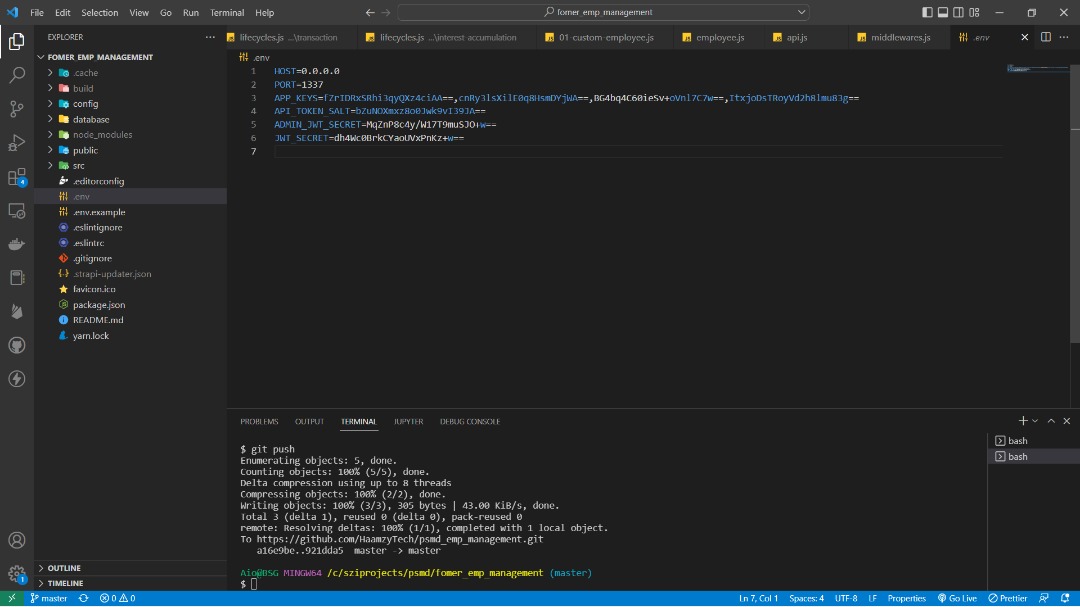 File Edit Selection View Go Run Terminal Help
fomer_emp_management
EXPLORER
lifecycles.js ...\transaction lifecycles.js ...\interest-accumulation 01-custom-employee.js employee.js api.js middlewares.js .env
FOMER_EMP_MANAGEMENT
.cache
build
config
database
node_modules
public
src
.editorconfig
.env
.env.example
.eslintignore
.eslintrc
.gitignore
.strapi-updater.json
favicon.ico
package.json
README.md
yarn.lock
OUTLINE
TIMELINE
.env
1 HOST=0.0.0.0
2 PORT=1337
3 APP_KEYS=fZrIDRxSRhi3qyQXz4ciAA==,cnRy3lsXilE0q8HsmDYjWA==,BG4bq4C60ieSv+oVnl7C7w==,ItxjoDsTRoyVd2h8lmu83g==
4 API_TOKEN_SALT=bZuNOXmxz8o0Jwk9vI39JA==
5 ADMIN_JWT_SECRET=MqZnP8c4y/W17T9muSJO+w==
6 JWT_SECRET=dh4Wc0BrkCYaoUVxPnKz+w==
7
PROBLEMS OUTPUT TERMINAL JUPYTER DEBUG CONSOLE
$ git push
Enumerating objects: 5, done.
Counting objects: 100% (5/5), done.
Delta compression using up to 8 threads
Compressing objects: 100% (2/2), done.
Writing objects: 100% (3/3), 305 bytes | 43.00 KiB/s, done.
Total 3 (delta 1), reused 0 (delta 0), pack-reused 0
remote: Resolving deltas: 100% (1/1), completed with 1 local object.
To https://github.com/HaamzyTech/psmd_emp_management.git
a16e9be..921dda5 master -> master
Aio@DSG MINGW64 /c/sziprojects/psmd/fomer_emp_management (master)
$
bash
bash
4
1
master 0 0 Ln 7, Col 1 Spaces: 4 UTF-8 LF Properties Go Live Prettier